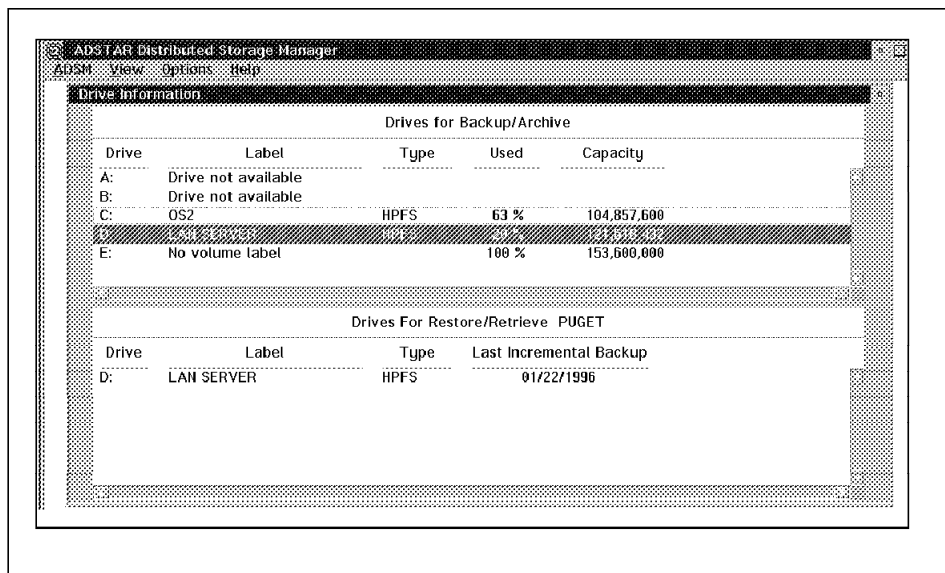 ADSTAR Distributed Storage Manager
ADSM View Options Help
Drive Information
Drives for Backup/Archive
Drive Label Type Used Capacity
A: Drive not available
B: Drive not available
C: OS2 HPFS 63 % 104,857,600
D: LAN SERVER HPFS
E: No volume label 100 % 153,600,000
Drives For Restore/Retrieve PUGET
Drive Label Type Last Incremental Backup
D: LAN SERVER HPFS 01/22/1996